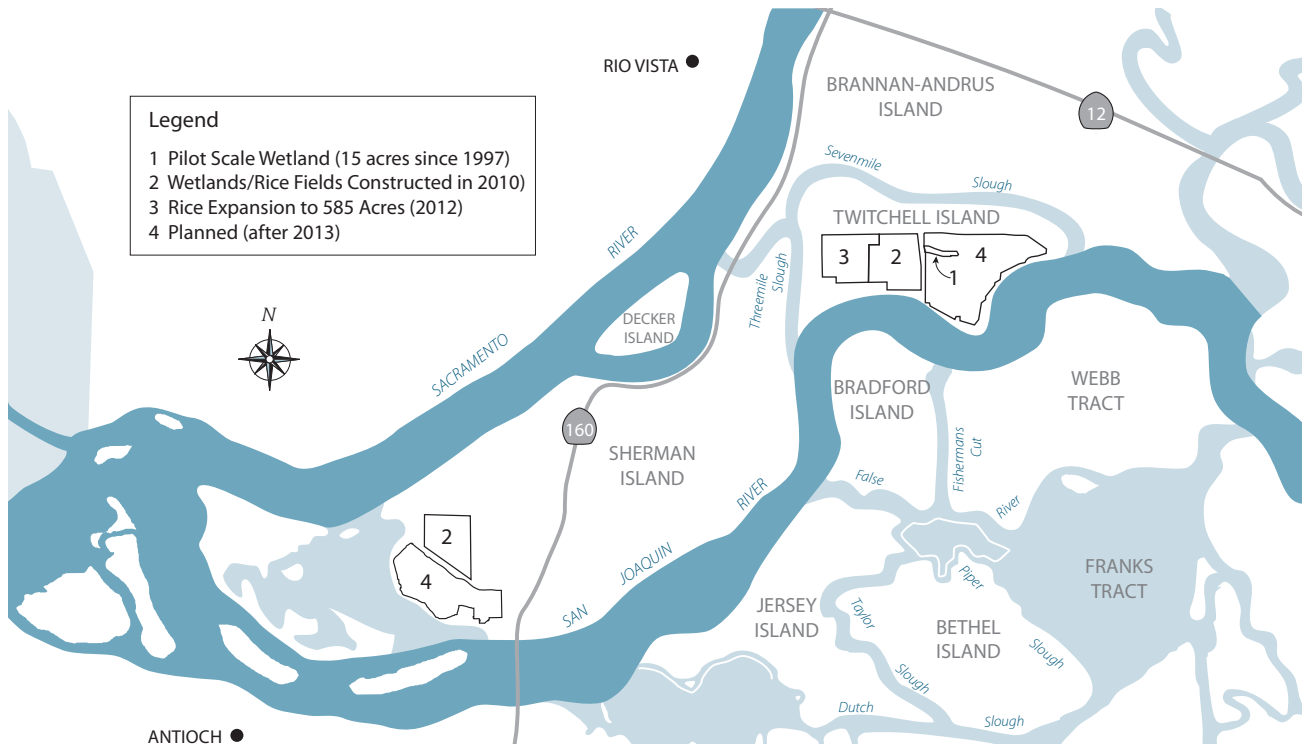 RIO VISTA
BRANNAN-ANDRUS
ISLAND
12
Legend
1 Pilot Scale Wetland (15 acres since 1997)
2 Wetlands/Rice Fields Constructed in 2010)
3 Rice Expansion to 585 Acres (2012)
4 Planned (after 2013)
Sevenmile
Slough
TWITCHELL ISLAND
3
2
4
1
RIVER
SACRAMENTO
Threemile
Slough
DECKER
ISLAND
N
BRADFORD
ISLAND
WEBB
TRACT
160
SHERMAN
ISLAND
Fishermans
Cut
False
River
RIVER
JOAQUIN
SAN
2
4
FRANKS
TRACT
Piper
Slough
JERSEY
ISLAND
Taylor
Slough
BETHEL
ISLAND
Dutch
Slough
ANTIOCH